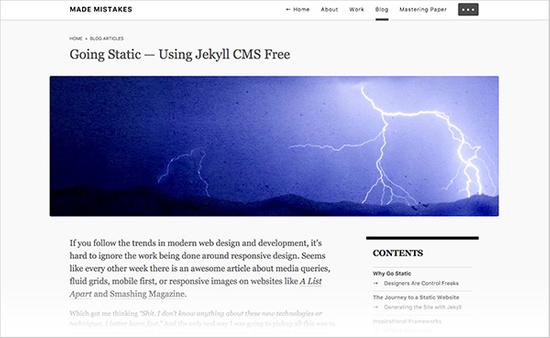 MADE MISTAKES
← Home About Work Blog Mastering Paper
HOME » BLOG ARTICLES
Going Static — Using Jekyll CMS Free
If you follow the trends in modern web design and development, it's
hard to ignore the work being done around responsive design. Seems
like every other week there is an awesome article about media queries,
fluid grids, mobile first, or responsive images on websites like A List
Apart and Smashing Magazine.
Which got me thinking "Shit. I don't know anything about these new technologies or
techniques, I better learn fast." And the only real way I was going to pick all this was to
CONTENTS
Why Go Static
→ Designers Are Control Freaks
The Journey to a Static Website
→ Generating the Site with Jekyll
Inspirational Frameworks